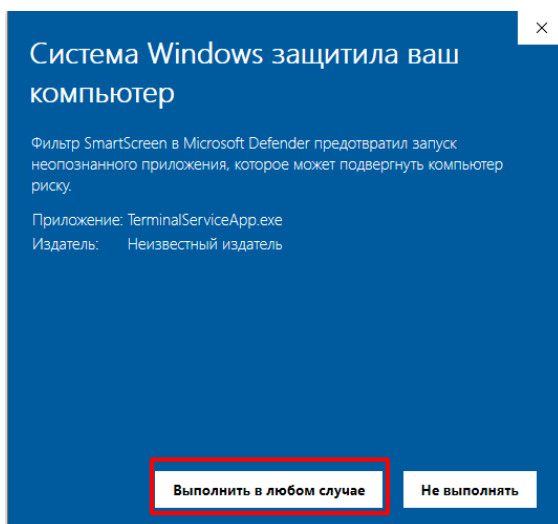 Система Windows защитила ваш
компьютер
Фильтр SmartScreen в Microsoft Defender предотвратил запуск
неопознанного приложения, которое может подвергнуть компьютер
риску.
Приложение: TerminalServiceApp.exe
Издатель: Неизвестный издатель
Выполнить в любом случае Не выполнять